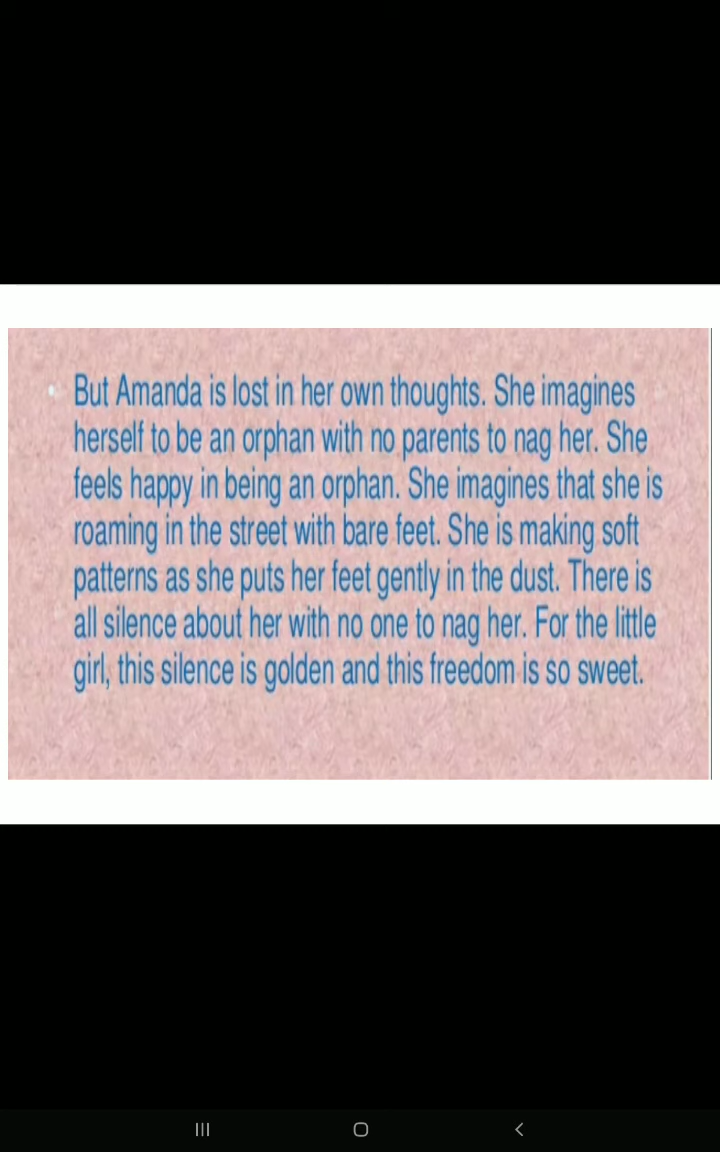 But Amanda is lost in her own thoughts. She imagines
herself to be an orphan with no parents to nag her. She
feels happy in being an orphan. She imagines that she is
roaming in the street with bare feet. She is making soft
patterns as she puts her feet gently in the dust. There is
all silence about her with no one to nag her. For the little
girl, this silence is golden and this freedom is so sweet.